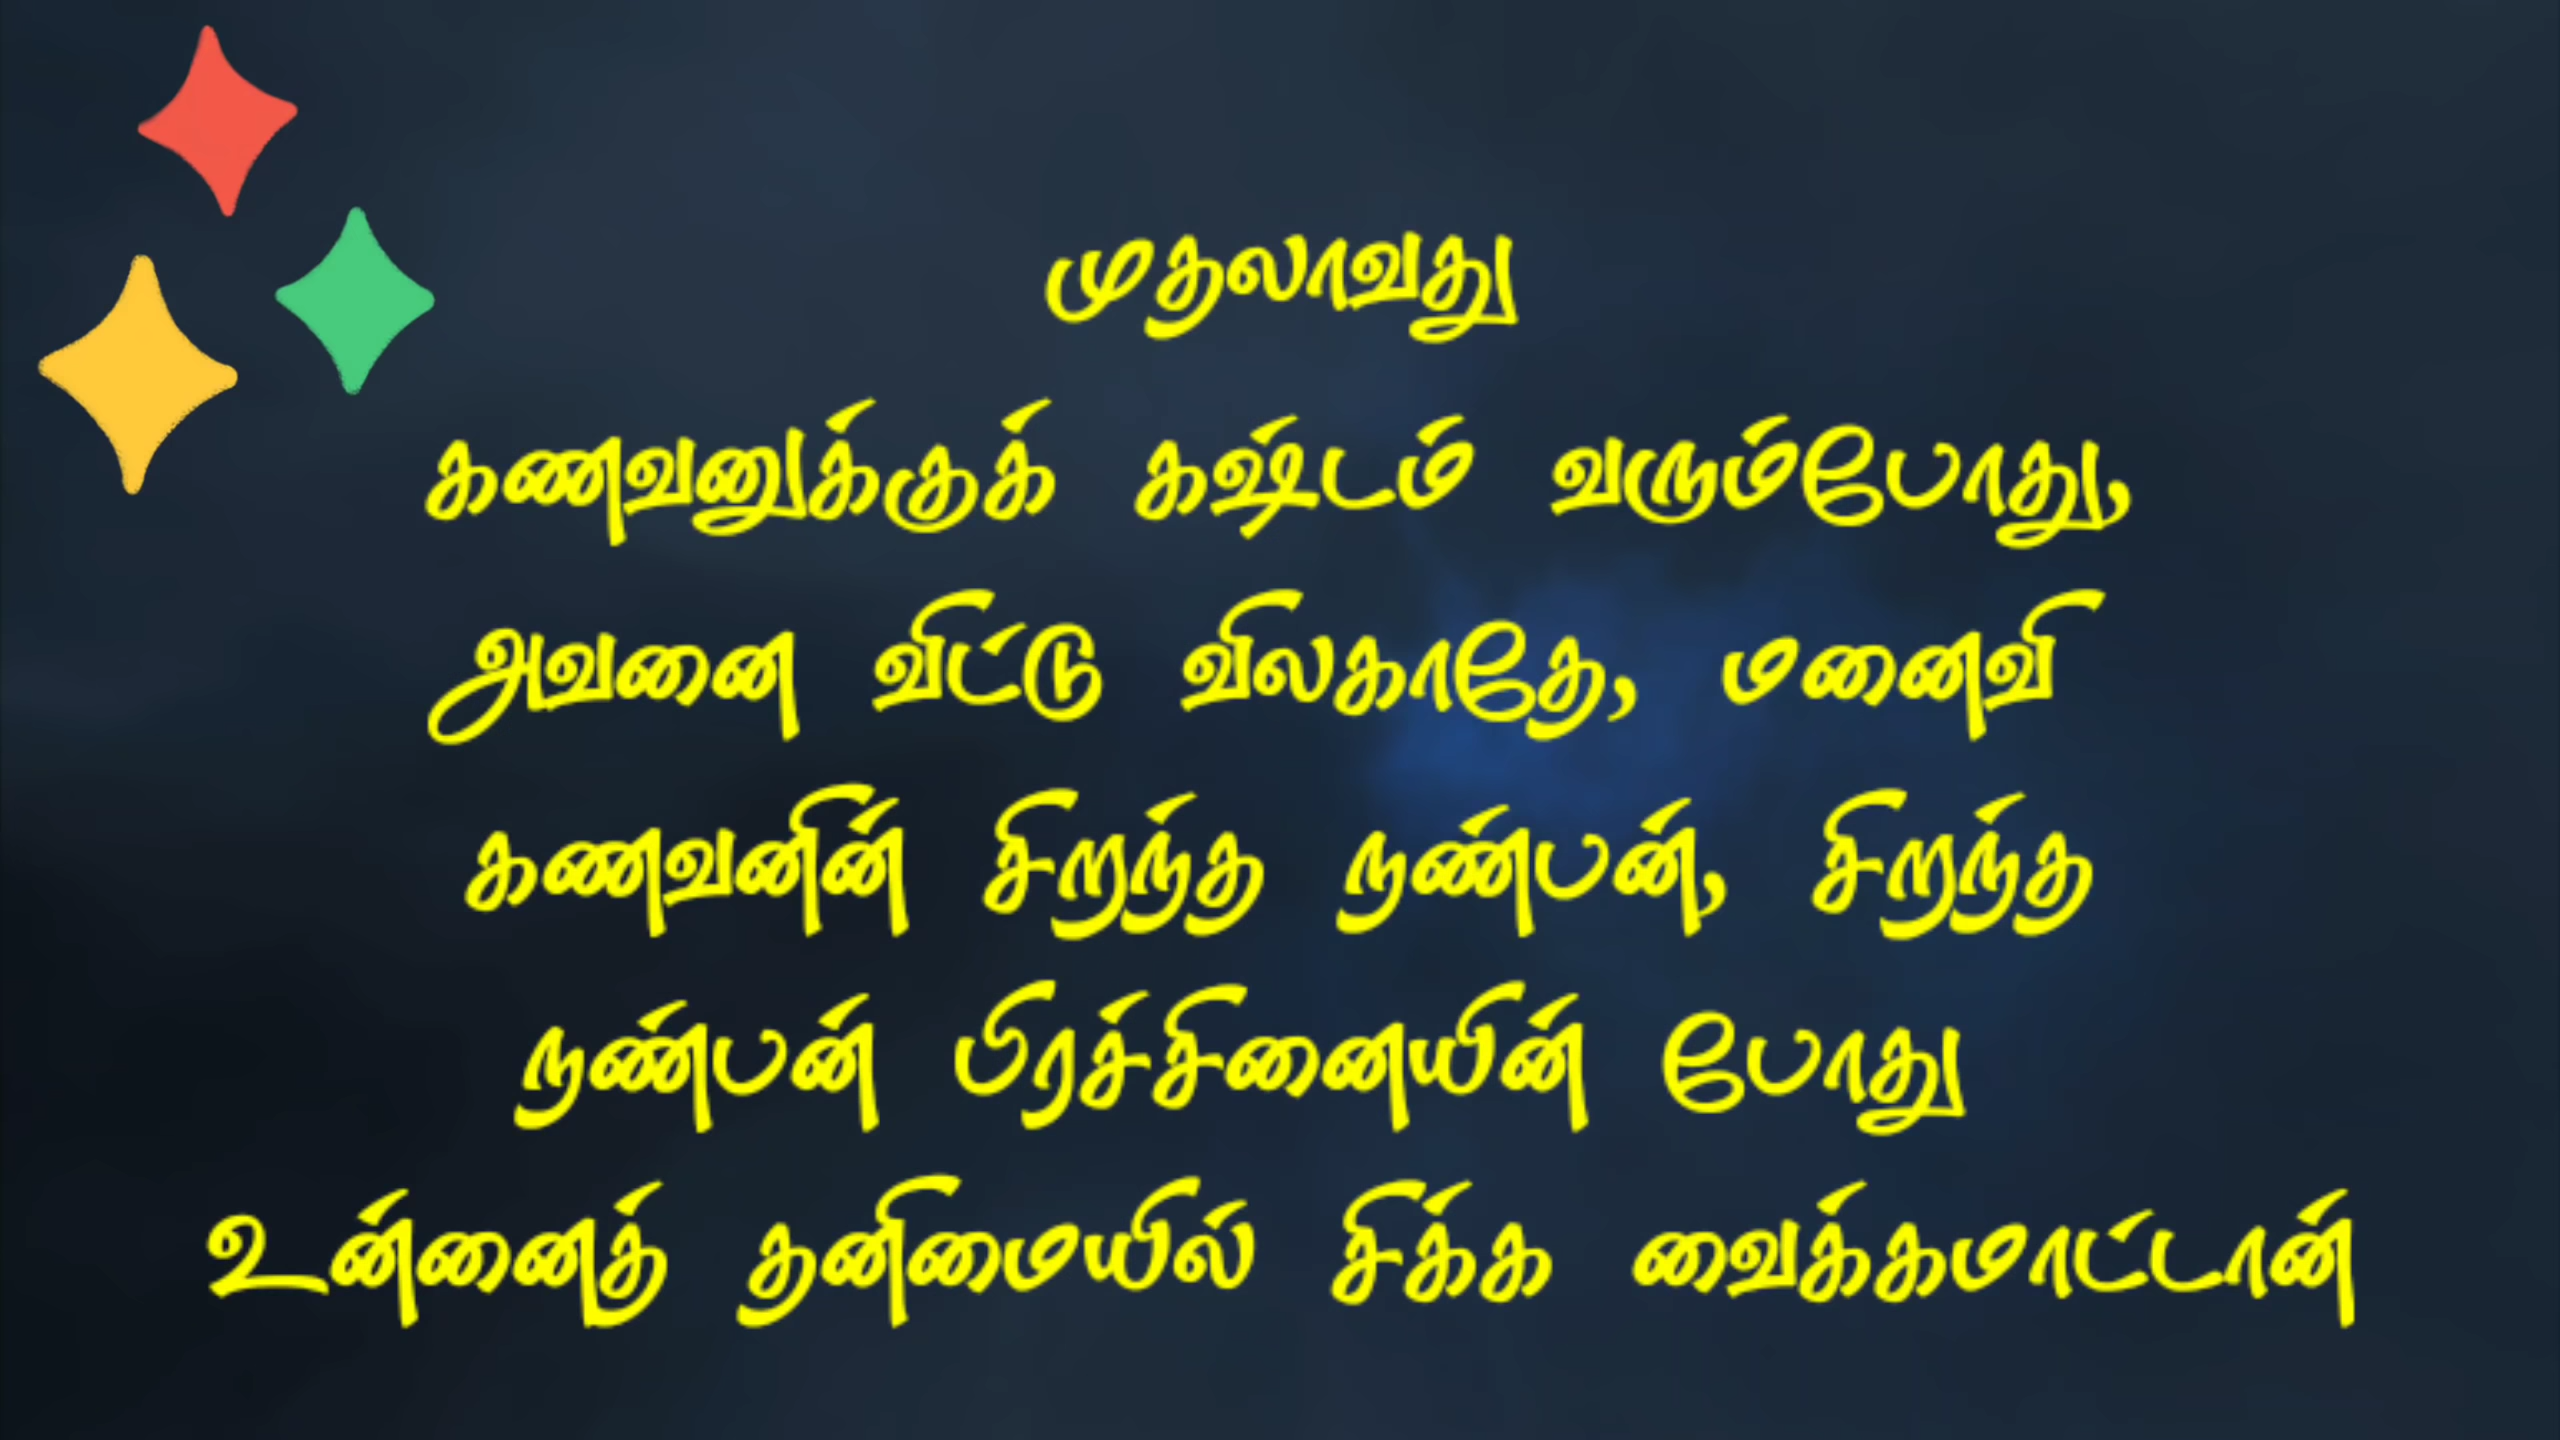 முதலாவது
கணவனுக்குக் கஷ்டம் வரும்போது,
அவனை விட்டு விலகாதே, மனைவி
கணவனின் சிறந்த நண்பன், சிறந்த
நண்பன் பிரச்சினையின் போது
உன்னைத் தனிமையில் சிக்க வைக்கமாட்டான்